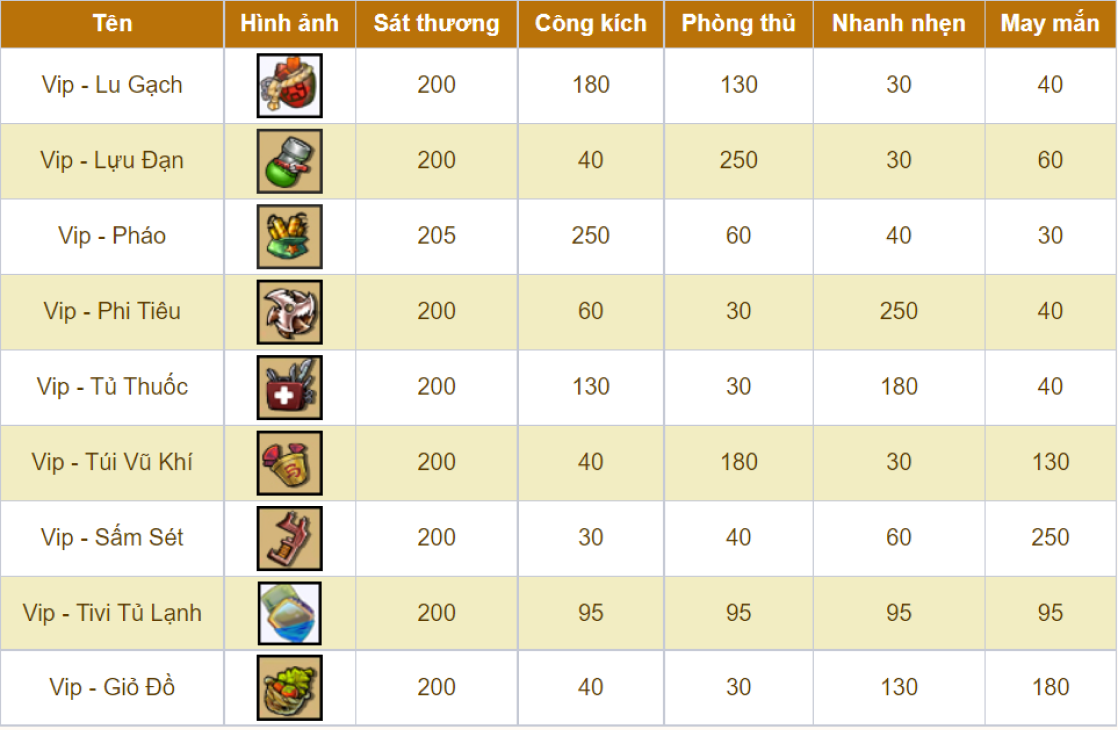 Tên Hình ảnh Sát thương Công kích Phòng thủ Nhanh nhẹn May mắn
Vip - Lu Gạch 200 180 130 30 40
Vip - Lựu Đạn 200 40 250 30 60
Vip - Pháo 205 250 60 40 30
Vip - Phi Tiêu 200 60 30 250 40
Vip - Tủ Thuốc 200 130 30 180 40
Vip - Túi Vũ Khí 200 40 180 30 130
Vip - Sấm Sét 200 30 40 60 250
Vip - Tivi Tủ Lạnh 200 95 95 95 95
Vip - Giỏ Đồ 200 40 30 130 180